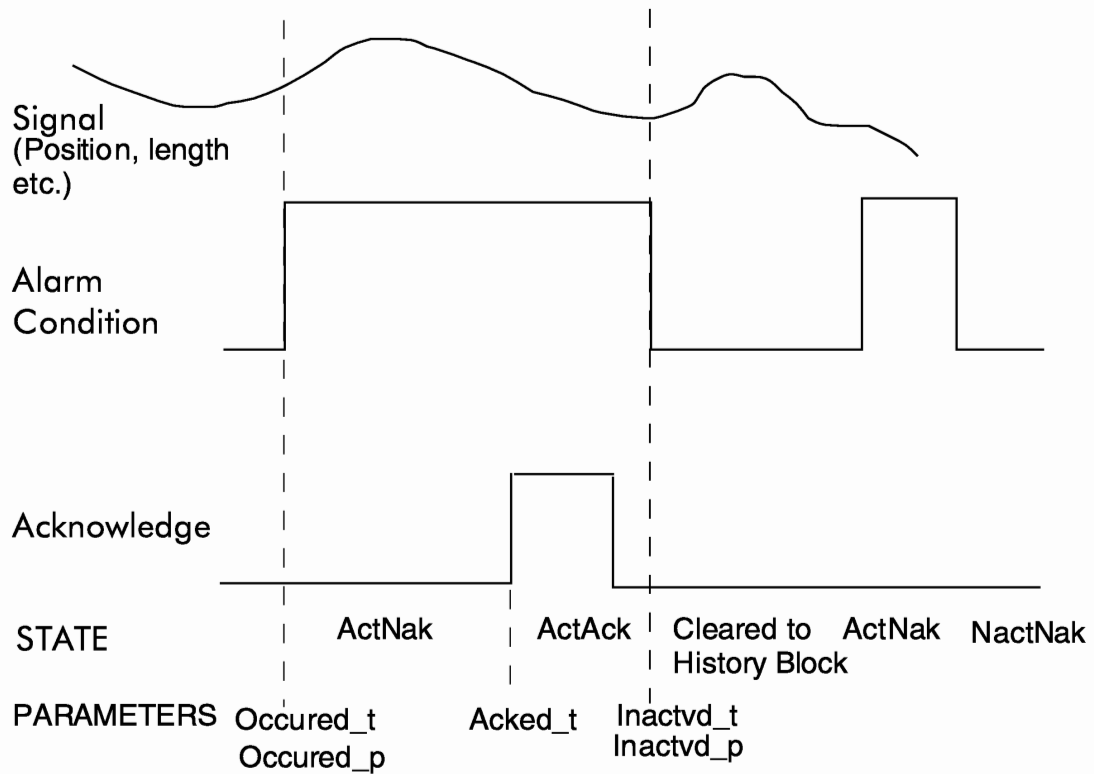 Signal
(Position, length
etc.)
Alarm
Condition
Acknowledge
STATE
ActNak
ActAck
Cleared to
History Block
ActNak
NactNak
PARAMETERS
Occured_t
Occured_p
Acked_t
Inactvd_t
Inactvd_p